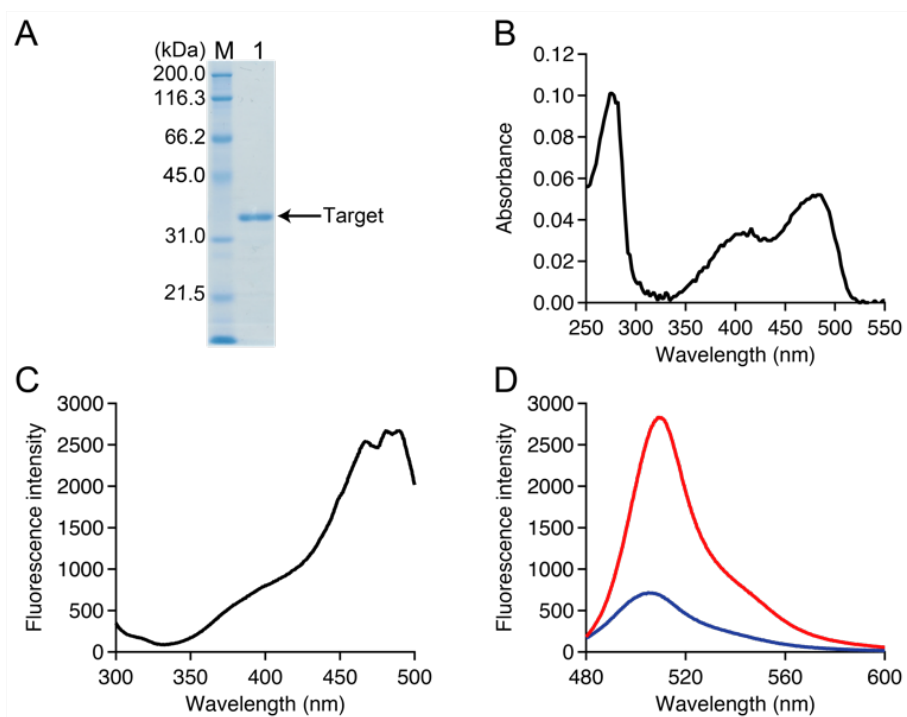 A
(kDa) M 1
200.0
116.3
66.2
45.0
31.0
21.5
Target
B
Absorbance
0.12
0.10
0.08
0.06
0.04
0.02
0.00
250 300 350 400 450 500 550
Wavelength (nm)
C
Fluorescence intensity
3000
2500
2000
1500
1000
500
0
300 350 400 450 500
Wavelength (nm)
D
Fluorescence intensity
3000
2500
2000
1500
1000
500
0
480 520 560 600
Wavelength (nm)